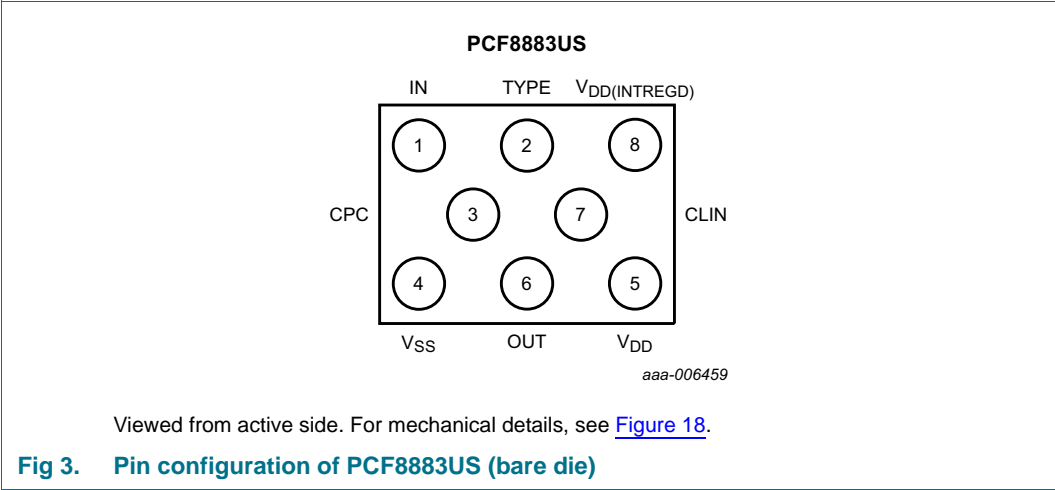 PCF8883US
IN TYPE VDD(INTREGD)
1 2 8
CPC 3 7 CLIN
4 6 5
VSS OUT VDD
aaa-006459
Viewed from active side. For mechanical details, see Figure 18.
Fig 3. Pin configuration of PCF8883US (bare die)